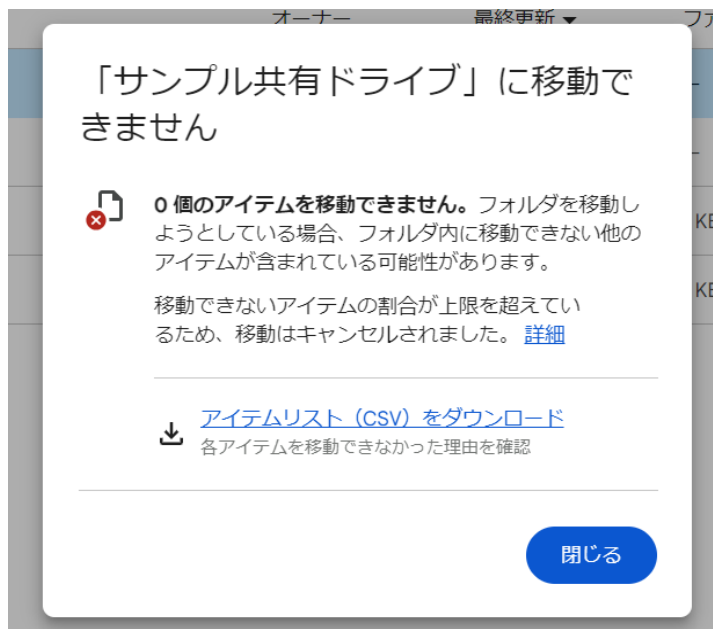 オーナー 最終更新 ▼ ファ
「サンプル共有ドライブ」に移動で
きません
0 個のアイテムを移動できません。フォルダを移動し
ようとしている場合、フォルダ内に移動できない他の
アイテムが含まれている可能性があります。
移動できないアイテムの割合が上限を超えてい
るため、移動はキャンセルされました。 詳細
アイテムリスト（CSV）をダウンロード
各アイテムを移動できなかった理由を確認
閉じる